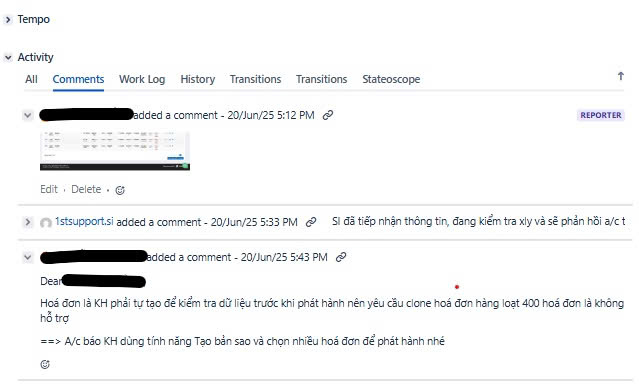 Tempo
Activity
All Comments Work Log History Transitions Transitions Stateoscope
added a comment - 20/Jun/25 5:12 PM REPORTER
Edit · Delete ·
1stsupport.si added a comment - 20/Jun/25 5:33 PM SI đã tiếp nhận thông tin, đang kiểm tra xly và sẽ phản hồi a/c t
added a comment - 20/Jun/25 5:43 PM
Dear
Hoá đơn là KH phải tự tạo để kiểm tra dữ liệu trước khi phát hành nên yêu cầu clone hoá đơn hàng loạt 400 hoá đơn là không
hỗ trợ
==> A/c báo KH dùng tính năng Tạo bản sao và chọn nhiều hoá đơn để phát hành nhé